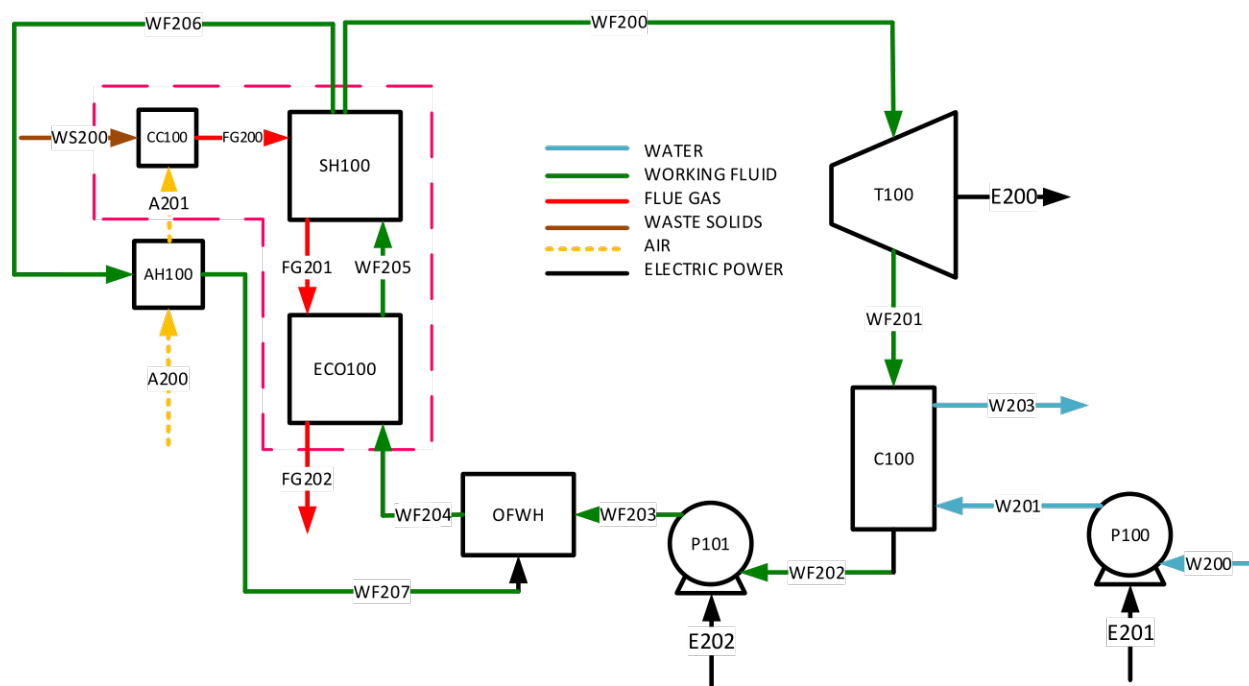 WF206
WF200
WS200
CC100
FG200
SH100
A201
AH100
FG201
WF205
A200
ECO100
FG202
WATER
WORKING FLUID
FLUE GAS
WASTE SOLIDS
AIR
ELECTRIC POWER
T100
E200
WF201
W203
C100
W201
P100
W200
WF204
OFWH
WF203
P101
WF202
WF207
E202
E201